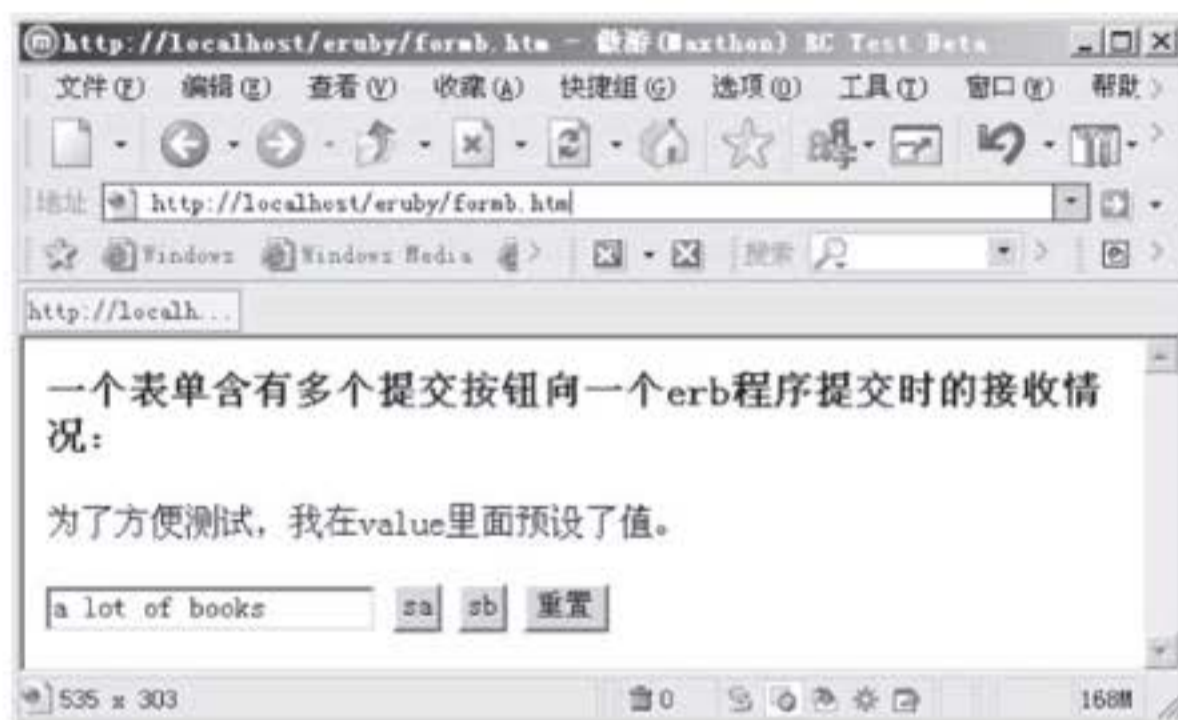 http://localhost/eruby/formb.htm - 傲游(Maxthon) RC Test Beta
文件(F) 编辑(E) 查看(V) 收藏(A) 快捷组(G) 选项(O) 工具(T) 窗口(W) 帮助
地址 http://localhost/eruby/formb.htm
Windows Windows Media 搜索
http://localh...
一个表单含有多个提交按钮向一个erb程序提交时的接收情
况：
为了方便测试，我在value里面预设了值。
a lot of books sa sb 重置
535 x 303 0 168M